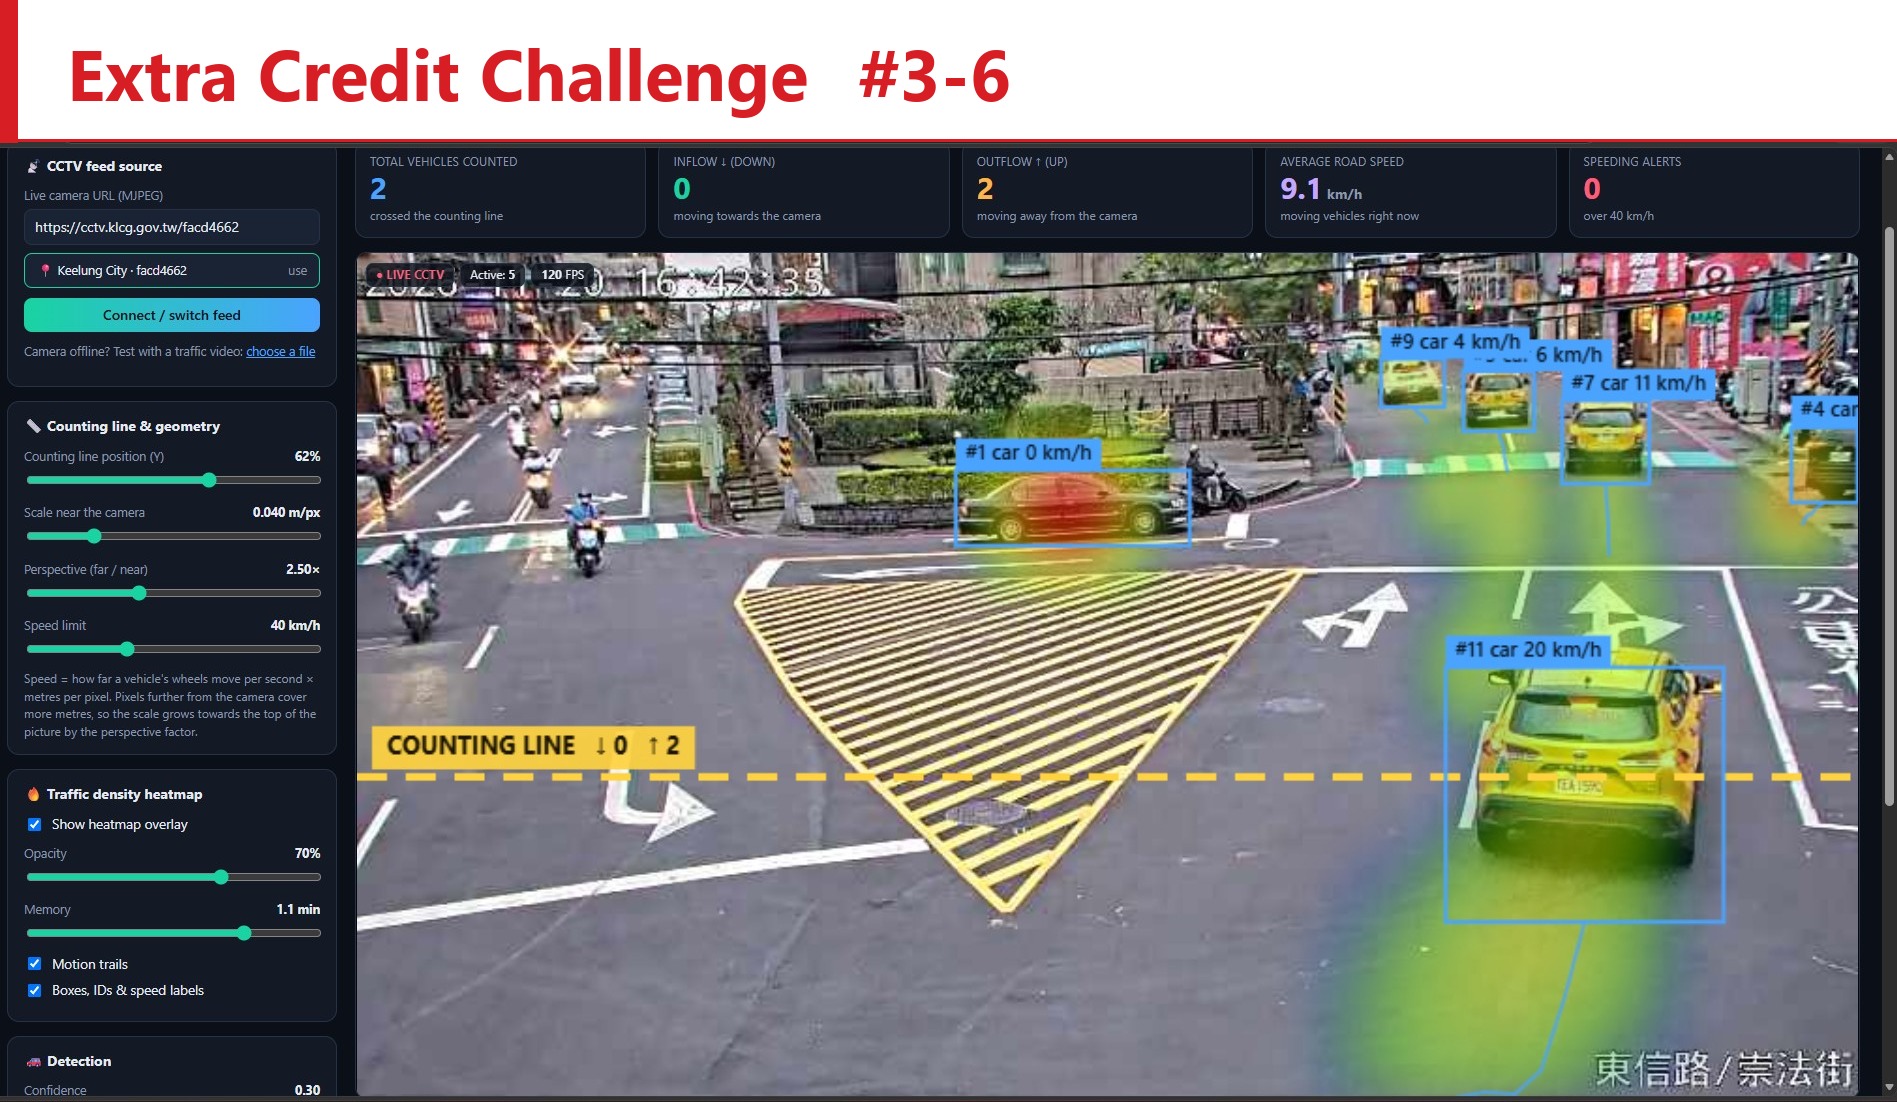 Extra Credit Challenge #3-6
CCTV feed source
Live camera URL (MJPEG)
https://cctv.klcg.gov.tw/facd4662
Keelung City · facd4662 use
Connect / switch feed
Camera offline? Test with a traffic video: choose a file
Counting line & geometry
Counting line position (Y) 62%
Scale near the camera 0.040 m/px
Perspective (far / near) 2.50×
Speed limit 40 km/h
Speed = how far a vehicle's wheels move per second ×
metres per pixel. Pixels further from the camera cover
more metres, so the scale grows towards the top of the
picture by the perspective factor.
Traffic density heatmap
Show heatmap overlay
Opacity 70%
Memory 1.1 min
Motion trails
Boxes, IDs & speed labels
Detection
Confidence 0.30
TOTAL VEHICLES COUNTED
2
crossed the counting line
INFLOW ↓ (DOWN)
0
moving towards the camera
OUTFLOW ↑ (UP)
2
moving away from the camera
AVERAGE ROAD SPEED
9.1 km/h
moving vehicles right now
SPEEDING ALERTS
0
over 40 km/h
LIVE CCTV Active: 5 120 FPS
16:42:35
#9 car 4 km/h
6 km/h
#7 car 11 km/h
#4 car
#1 car 0 km/h
#11 car 20 km/h
COUNTING LINE ↓0 ↑2
東信路/崇法街